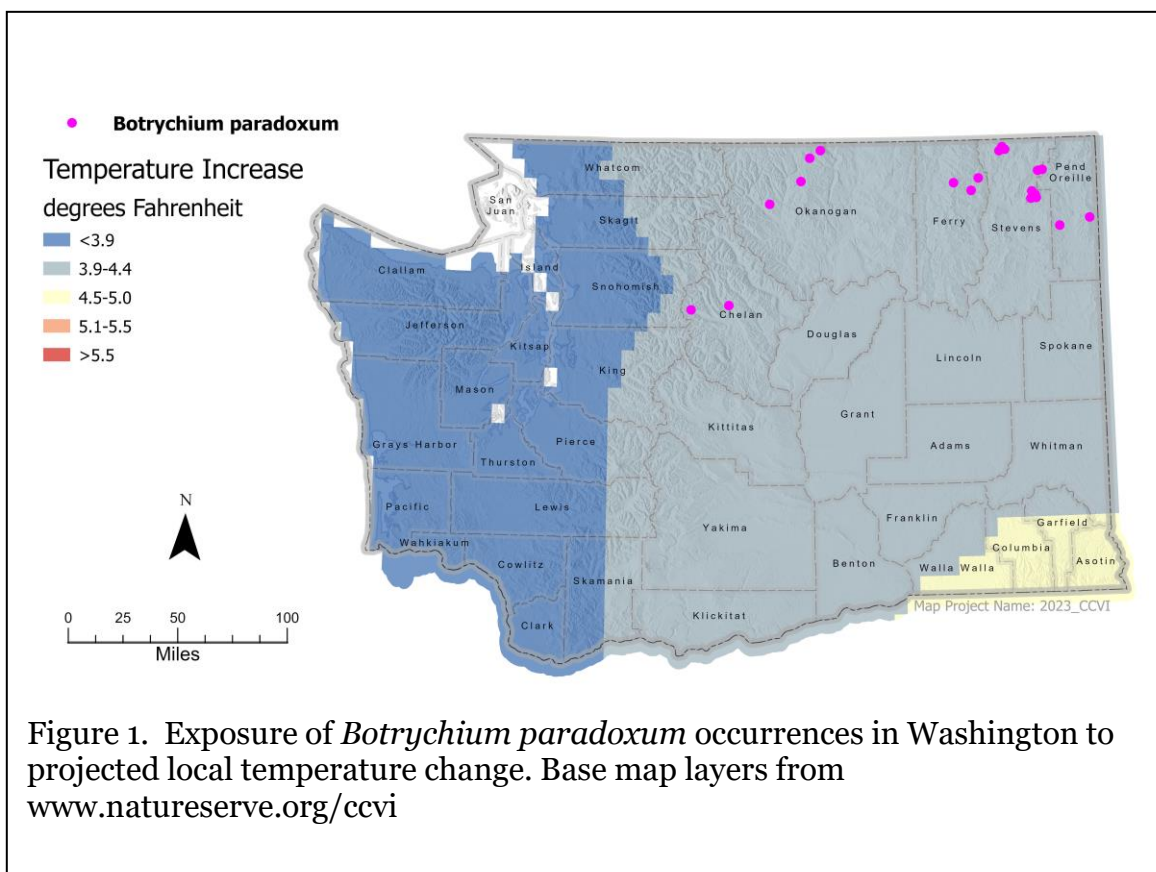 Botrychium paradoxum
Temperature Increase
degrees Fahrenheit
<3.9
3.9-4.4
4.5-5.0
5.1-5.5
>5.5
N
0 25 50 100
Miles
Whatcom
San
Juan
Skagit
Island
Clallam
Snohomish
Jefferson
Kitsap
King
Mason
Grays Harbor
Pierce
Thurston
Pacific
Lewis
Wahkiakum
Cowlitz
Skamania
Clark
Okanogan
Ferry
Stevens
Pend
Oreille
Chelan
Douglas
Lincoln
Spokane
Kittitas
Grant
Adams
Whitman
Yakima
Franklin
Benton
Walla Walla
Columbia
Garfield
Asotin
Klickitat
Map Project Name: 2023_CCVI
Figure 1. Exposure of Botrychium paradoxum occurrences in Washington to
projected local temperature change. Base map layers from
www.natureserve.org/ccvi